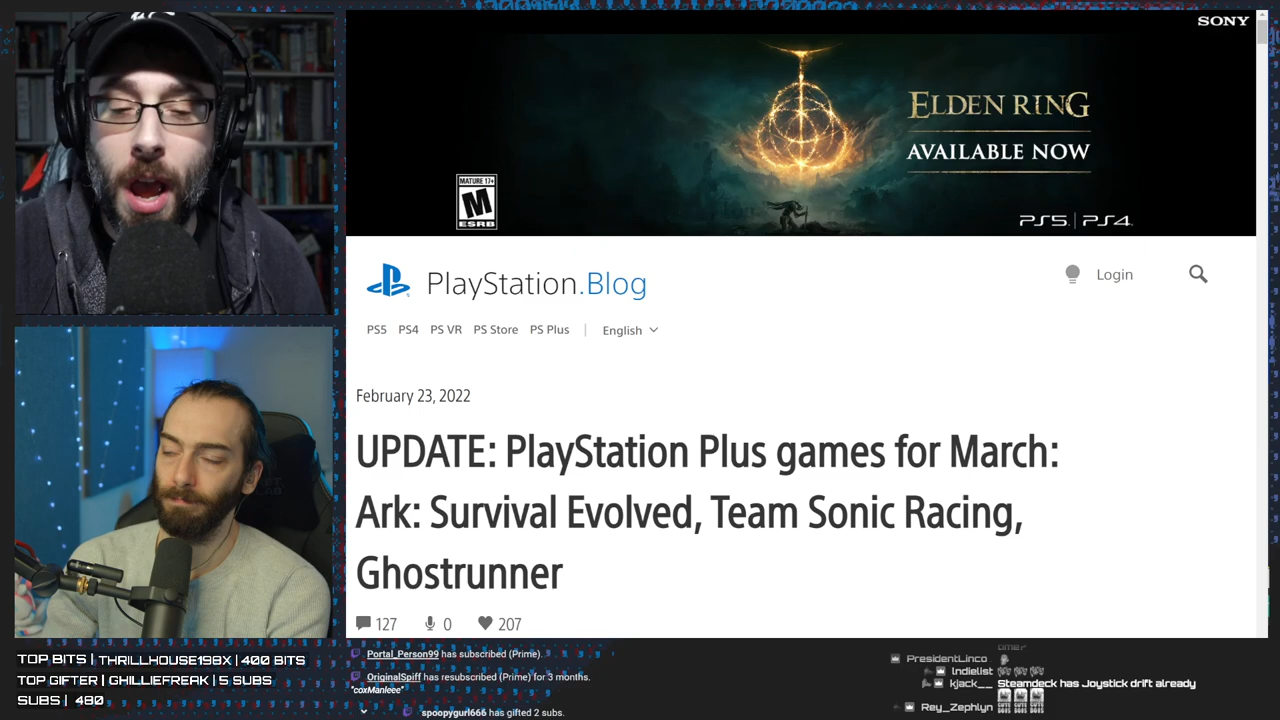 SONY
ELDEN RING
AVAILABLE NOW
MATURE 17+
M
ESRB
PS5 | PS4
PlayStation.Blog
Login
PS5 PS4 PS VR PS Store PS Plus | English
February 23, 2022
UPDATE: PlayStation Plus games for March:
Ark: Survival Evolved, Team Sonic Racing,
Ghostrunner
127 0 207
TOP BITS | THRILLHOUSE198X | 400 BITS
TOP GIFTER | GHILLIEFREAK | 5 SUBS
SUBS | 480
Portal_Person99 has subscribed (Prime).
OriginalSpiff has resubscribed (Prime) for 3 months.
"coxManleee"
spoopygurl666 has gifted 2 subs.
PresidentLinco
Indielist
kjack__ Steamdeck has Joystick drift already
Rey_Zephlyn